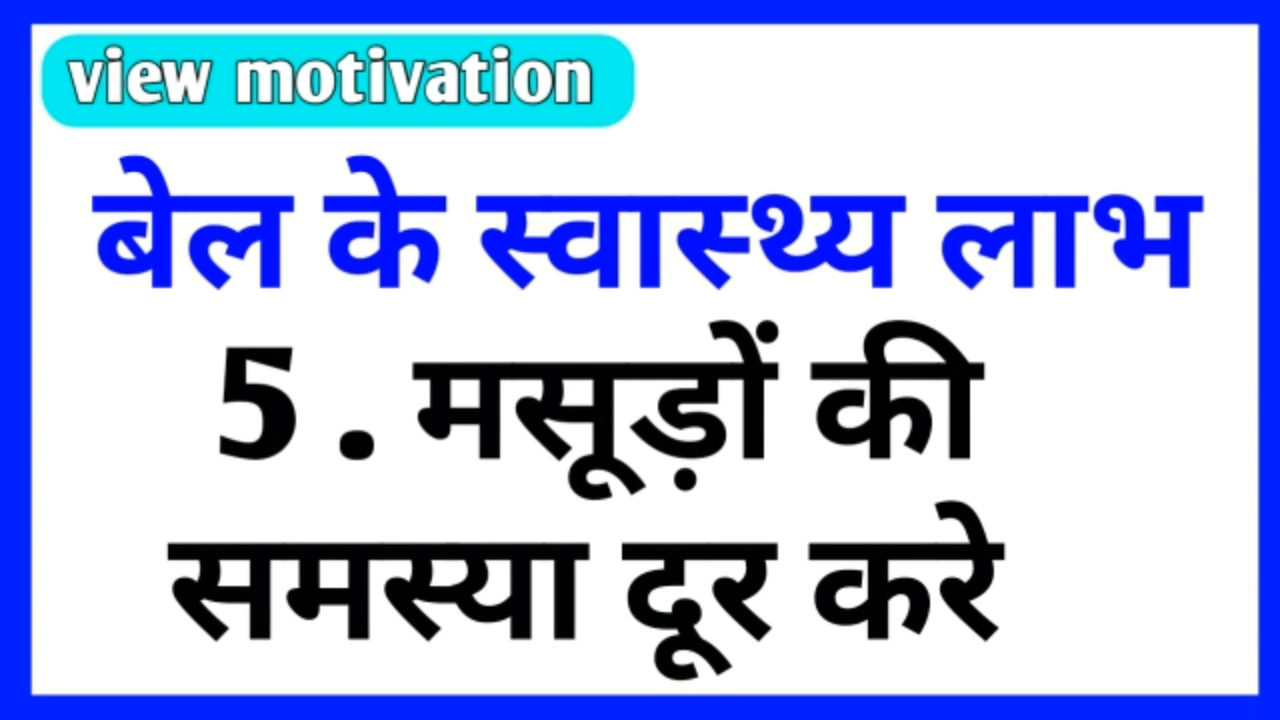 view motivation
बेल के स्वास्थ्य लाभ
5 . मसूड़ों की
समस्या दूर करे